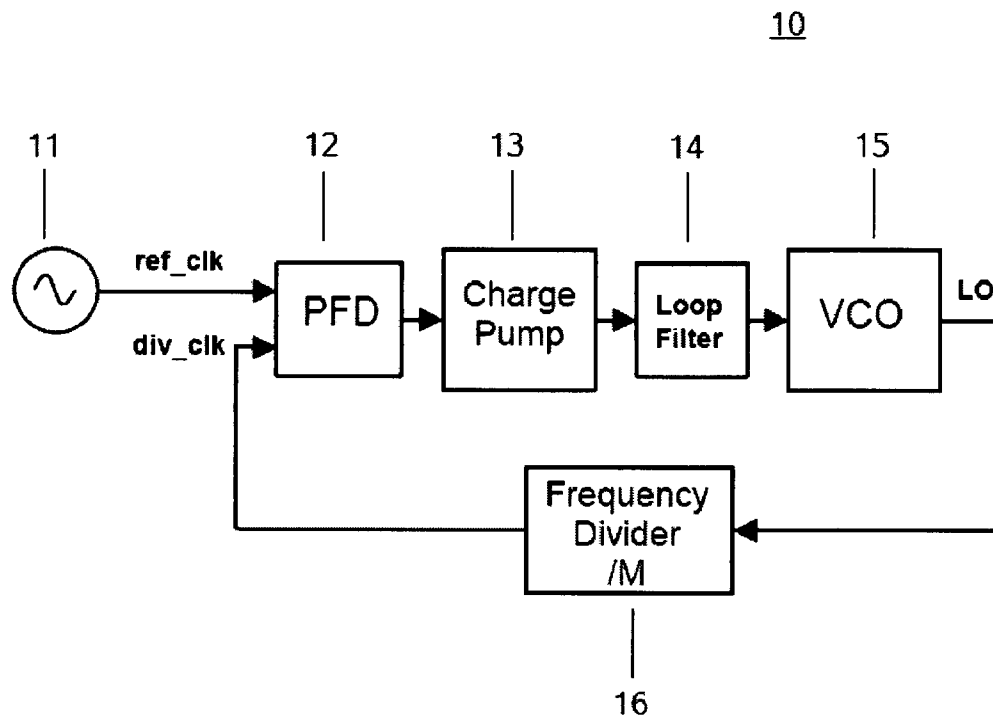 10
11
12
13
14
15
ref_clk
div_clk
PFD
Charge
Pump
Loop
Filter
VCO
LO
Frequency
Divider
/M
16